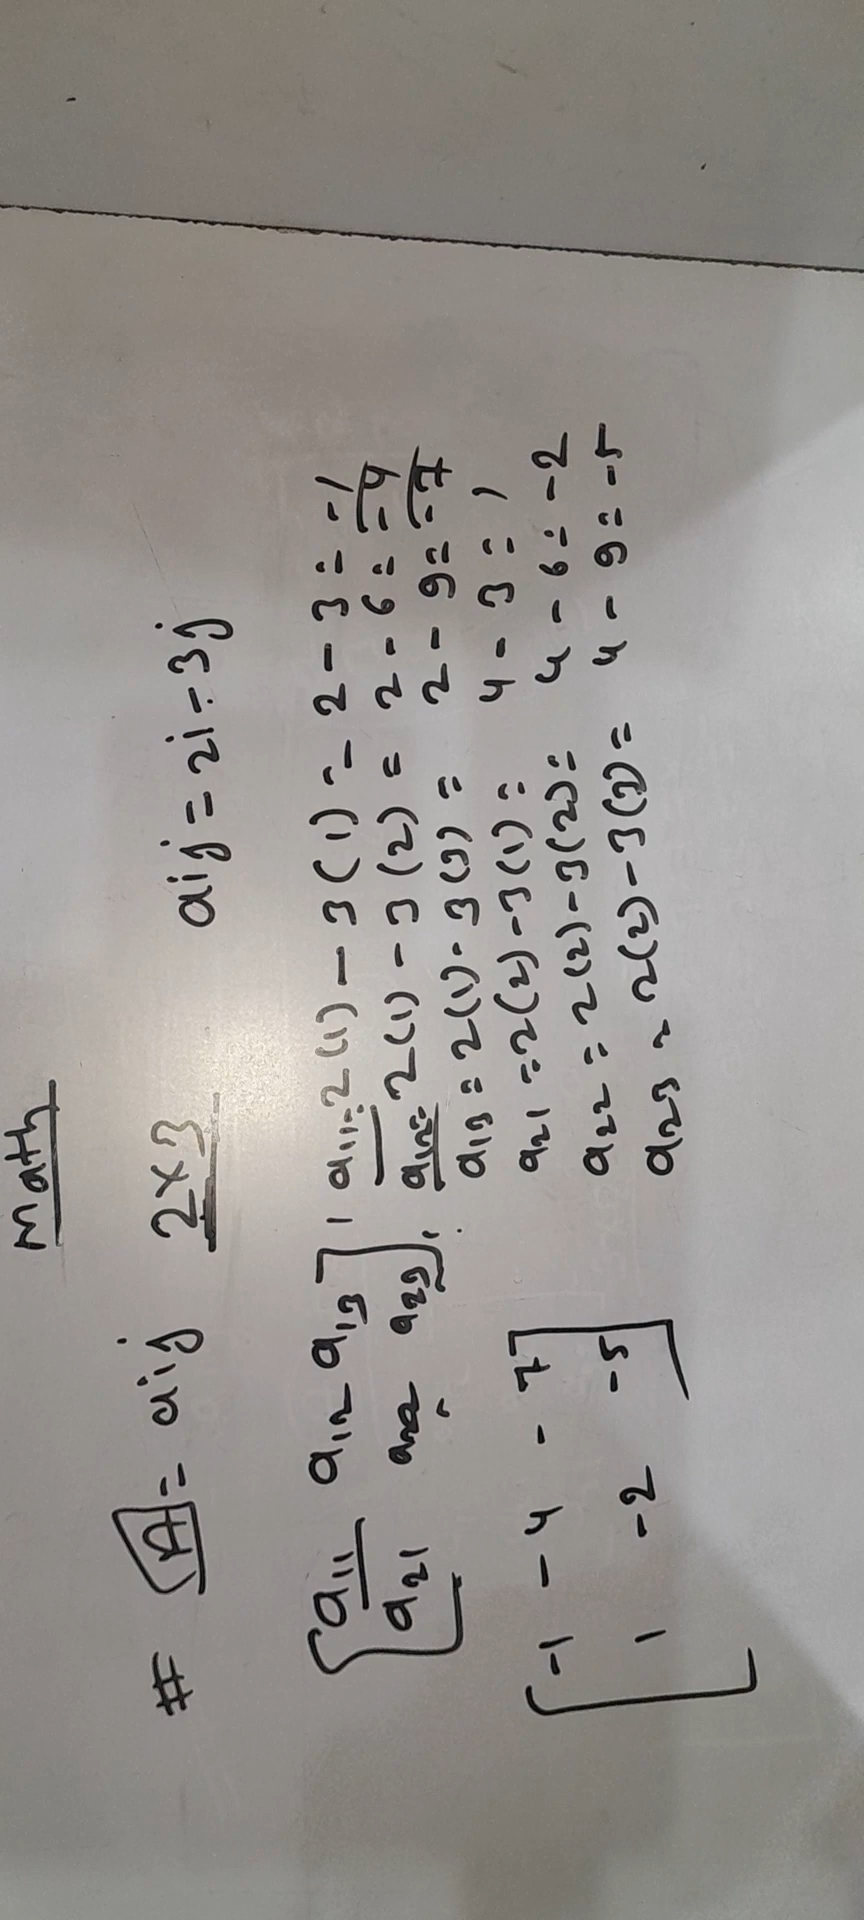 Math
# A = aij 2×3 aij = 2i - 3j
[a11 a12 a13] , a11 = 2(1) - 3(1) = 2 - 3 = -1
[a21 a22 a23] , a12 = 2(1) - 3(2) = 2 - 6 = -4
a13 = 2(1) - 3(3) = 2 - 9 = -7
a21 = 2(2) - 3(1) = 4 - 3 = 1
a22 = 2(2) - 3(2) = 4 - 6 = -2
a23 = 2(2) - 3(3) = 4 - 9 = -5
[-1 -4 -7]
[1 -2 -5]